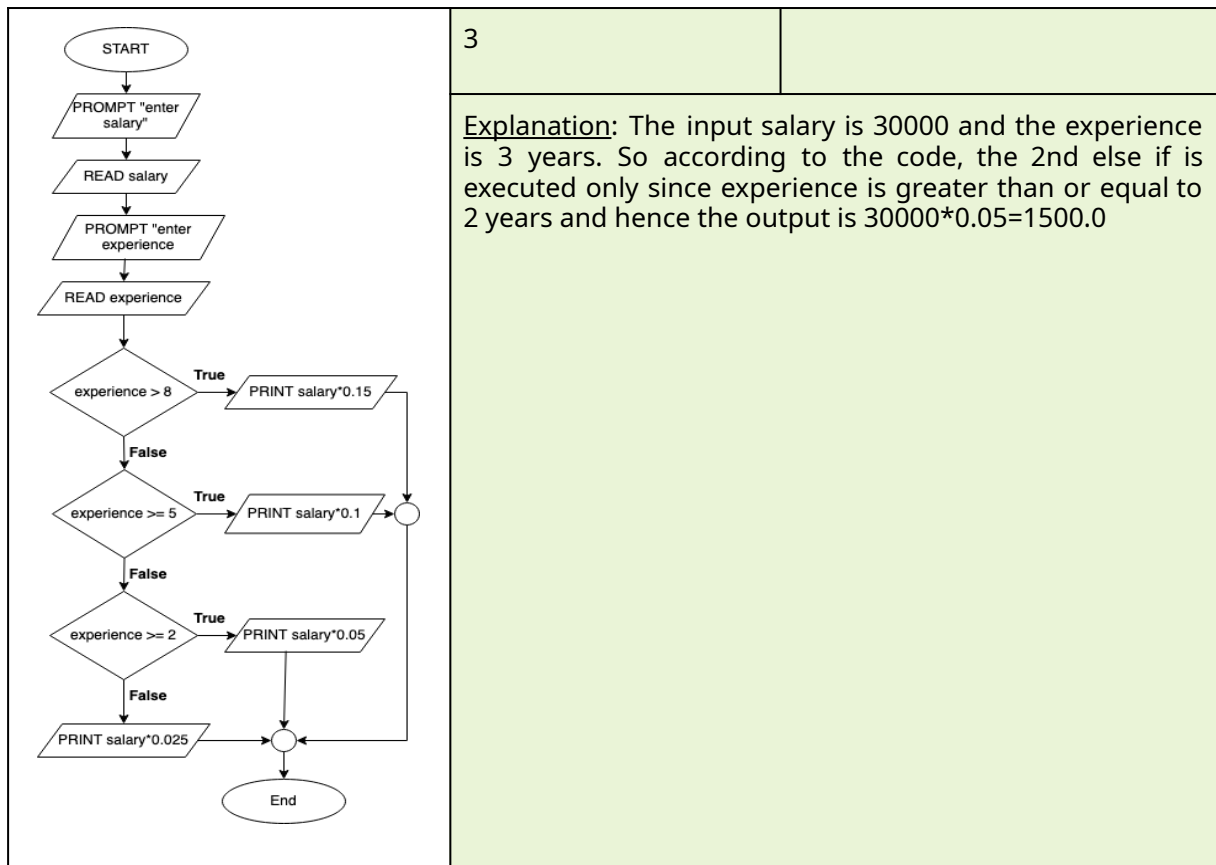 START
PROMPT "enter
salary"
READ salary
PROMPT "enter
experience
READ experience
experience > 8
True
PRINT salary*0.15
False
experience >= 5
True
PRINT salary*0.1
False
experience >= 2
True
PRINT salary*0.05
False
PRINT salary*0.025
End
3
Explanation: The input salary is 30000 and the experience
is 3 years. So according to the code, the 2nd else if is
executed only since experience is greater than or equal to
2 years and hence the output is 30000*0.05=1500.0